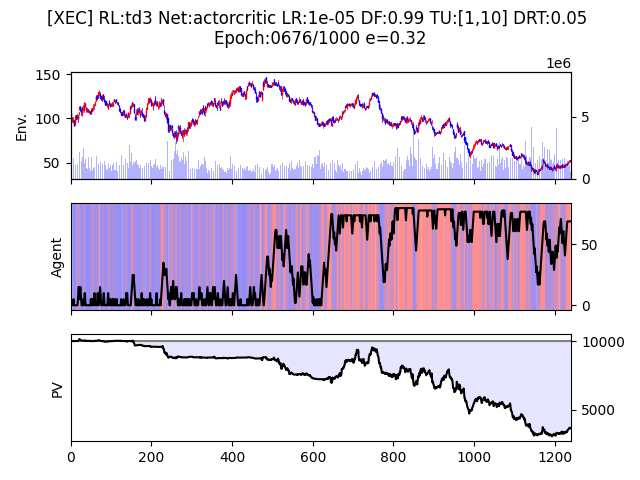 [XEC] RL:td3 Net:actorcritic LR:1e-05 DF:0.99 TU:[1,10] DRT:0.05
Epoch:0676/1000 e=0.32
1e6
150
100
50
Env.
5
0
Agent
50
0
PV
10000
5000
0
200
400
600
800
1000
1200